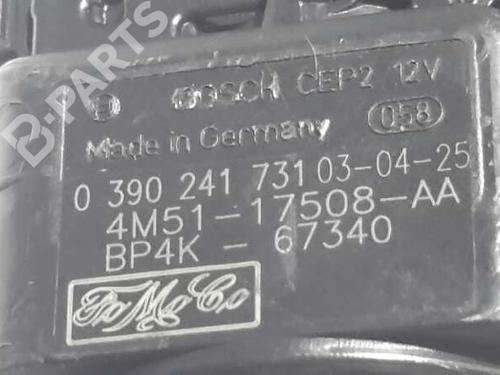 B-PARTS
BOSCH CEP2 12V
Made in Germany 058
0 390 241 731 03-04-25
4M51-17508-AA
BP4K - 67340
FoMoCo
B-PARTS